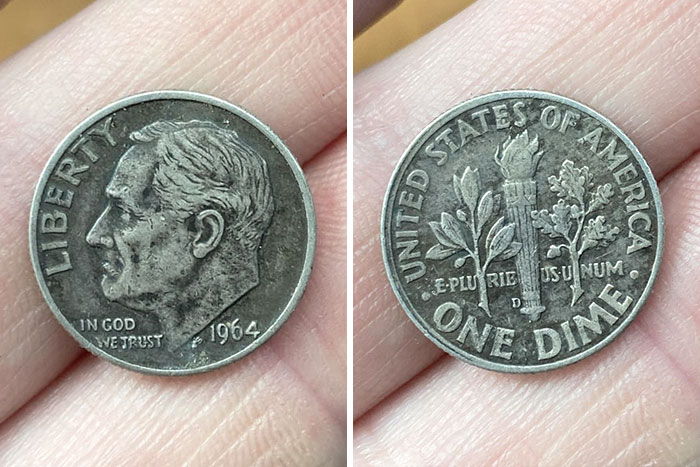 LIBERTY
IN GOD
WE TRUST
1964
UNITED STATES OF AMERICA
E·PLURIBUS·UNUM
D
ONE DIME